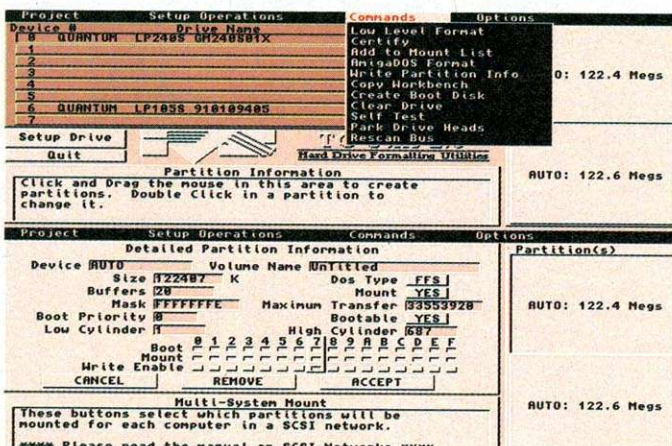 Project Setup Operations Commands Options
Device # Drive Name
0 QUANTUM LP240S GM240S01X
1
2
3
4
5
6 QUANTUM LP105S 910109405
7
Low Level Format
Certify
Add to Mount List
AmigaDOS Format
Write Partition Info
Copy Workbench
Create Boot Disk
Clear Drive
Self Test
Park Drive Heads
Rescan Bus
O: 122.4 Megs
Setup Drive
Quit
Hard Drive Formatting Utilities
AUTO: 122.6 Megs
Partition Information
Click and Drag the mouse in this area to create
partitions. Double Click in a partition to
change it.
Project Setup Operations Commands Options
Detailed Partition Information
Device AUTO Volume Name UnTitled
Size 122407 K Dos Type FFS
Buffers 20 Mount YES
Mask FFFFFFFE Maximum Transfer 33553920
Boot Priority 0 Bootable YES
Low Cylinder 1 High Cylinder 687
0 1 2 3 4 5 6 7 8 9 A B C D E F
Boot
Mount
Write Enable
CANCEL REMOVE ACCEPT
Partition(s)
AUTO: 122.4 Megs
AUTO: 122.6 Megs
Multi-System Mount
These buttons select which partitions will be
mounted for each computer in a SCSI network.
**** Please read the manual on SCSI Networks ****